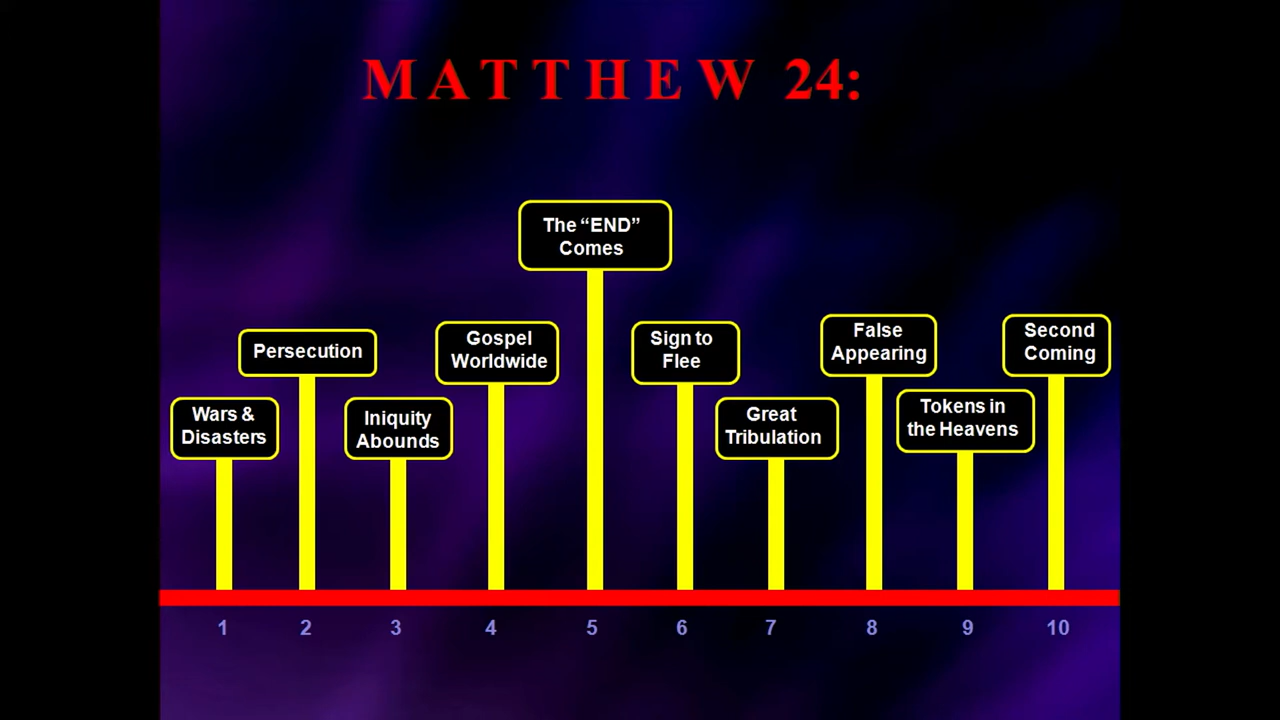 MATTHEW 24:
The “END”
Comes
Persecution
Gospel
Worldwide
Sign to
Flee
False
Appearing
Second
Coming
Wars &
Disasters
Iniquity
Abounds
Great
Tribulation
Tokens in
the Heavens
1 2 3 4 5 6 7 8 9 10